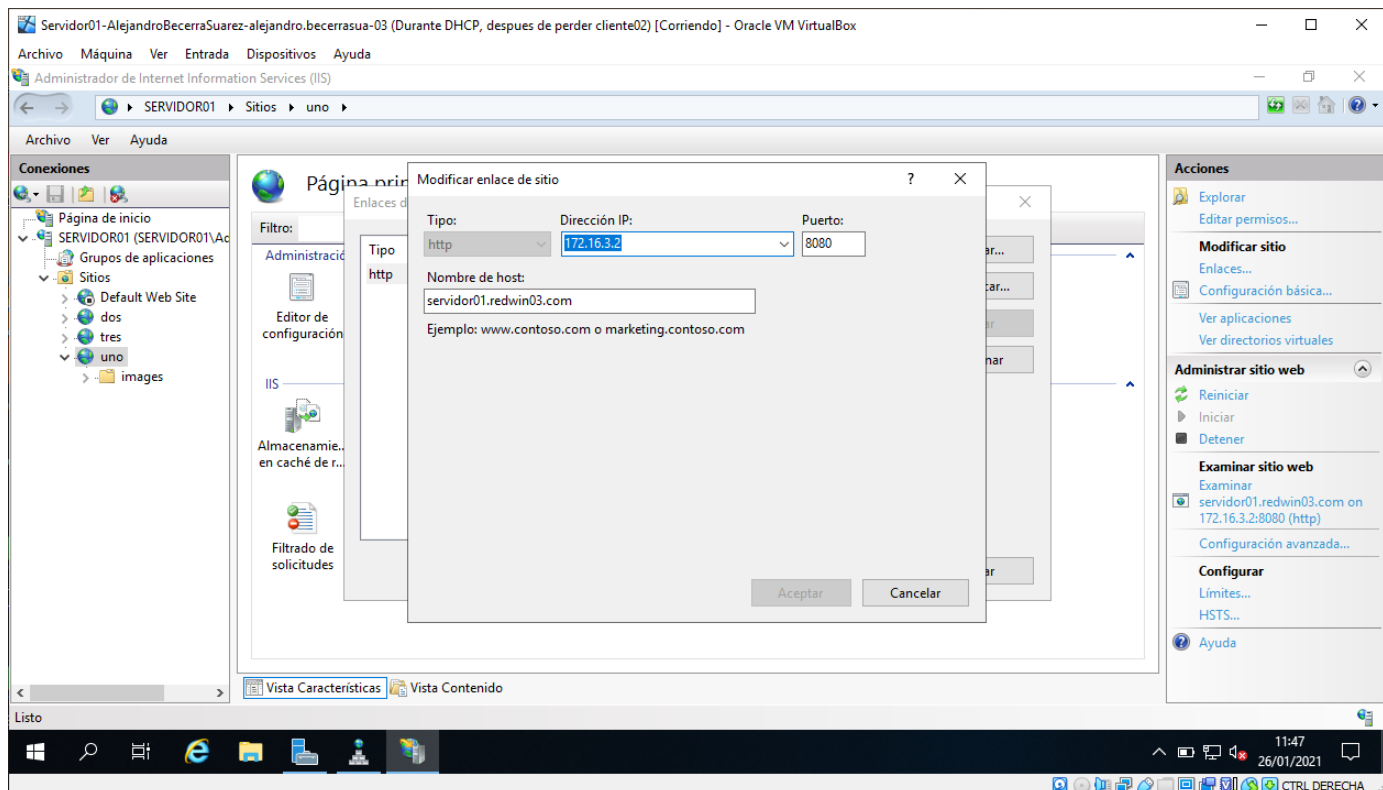 Servidor01-AlejandroBecerraSuarez-alejandro.becerrasua-03 (Durante DHCP, despues de perder cliente02) [Corriendo] - Oracle VM VirtualBox
Archivo Máquina Ver Entrada Dispositivos Ayuda
Administrador de Internet Information Services (IIS)
SERVIDOR01 Sitios uno
Archivo Ver Ayuda
Conexiones
Página de inicio
SERVIDOR01 (SERVIDOR01\Ad
Grupos de aplicaciones
Sitios
Default Web Site
dos
tres
uno
images
Página prin
Filtro:
Administració
Editor de
configuración
IIS
Almacenamie...
en caché de r...
Filtrado de
solicitudes
Enlaces d
Tipo
http
ar...
car...
ar
nar
ar
Modificar enlace de sitio
?
Tipo: Dirección IP: Puerto:
http 172.16.3.2 8080
Nombre de host:
servidor01.redwin03.com
Ejemplo: www.contoso.com o marketing.contoso.com
Aceptar Cancelar
Vista Características Vista Contenido
Acciones
Explorar
Editar permisos...
Modificar sitio
Enlaces...
Configuración básica...
Ver aplicaciones
Ver directorios virtuales
Administrar sitio web
Reiniciar
Iniciar
Detener
Examinar sitio web
Examinar
servidor01.redwin03.com on
172.16.3.2:8080 (http)
Configuración avanzada...
Configurar
Límites...
HSTS...
Ayuda
Listo
11:47
26/01/2021
CTRL DERECHA